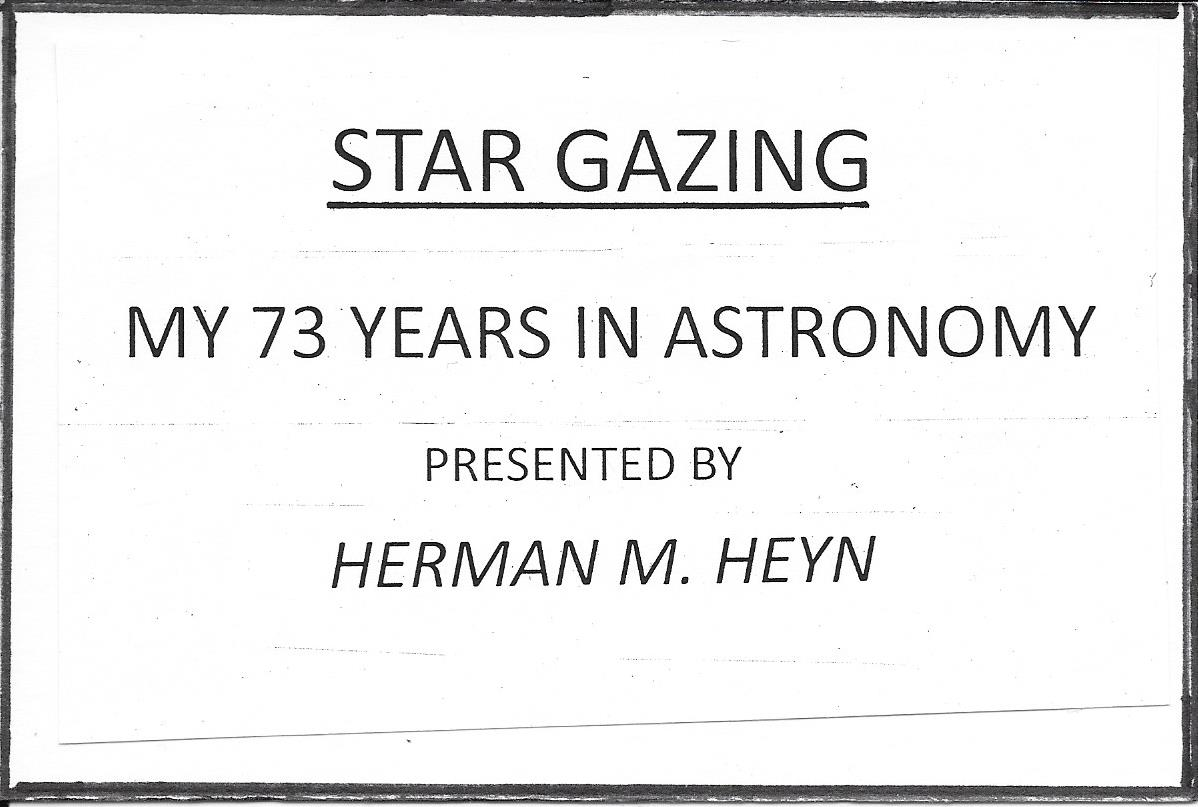 STAR GAZING
MY 73 YEARS IN ASTRONOMY
PRESENTED BY
HERMAN M. HEYN